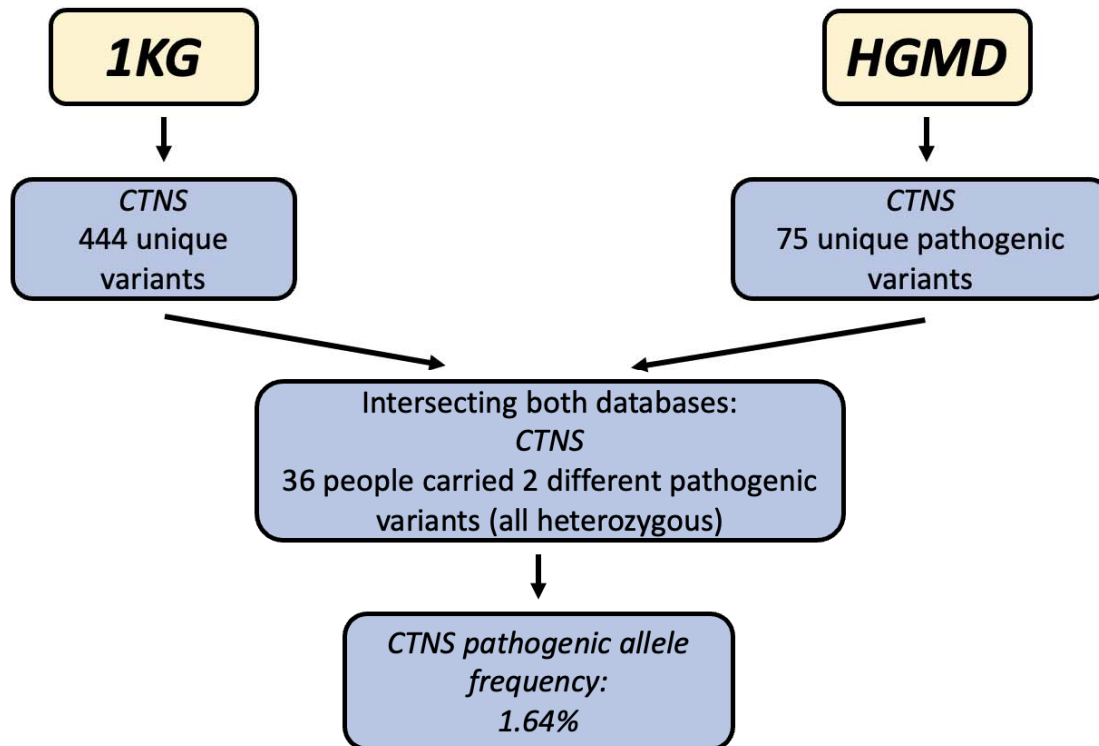 1KG
HGMD
CTNS
444 unique
variants
CTNS
75 unique pathogenic
variants
Intersecting both databases:
CTNS
36 people carried 2 different pathogenic
variants (all heterozygous)
CTNS pathogenic allele
frequency:
1.64%